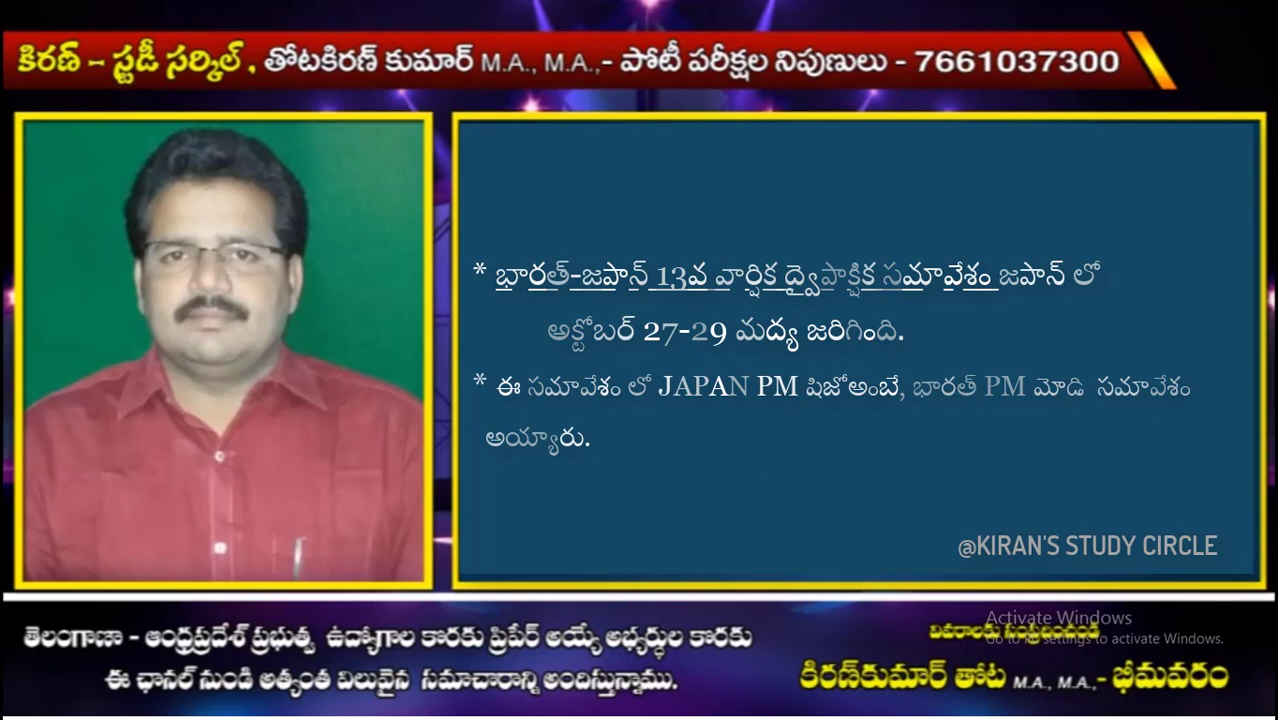 కిరణ్ - స్టడీ సర్కిల్ , తోటకిరణ్ కుమార్ M.A., M.A.,- పోటీ పరీక్షల నిపుణులు - 7661037300
* భారత్-జపాన్ 13వ వార్షిక ద్వైపాక్షిక సమావేశం జపాన్ లో
అక్టోబర్ 27-29 మద్య జరిగింది.
* ఈ సమావేశం లో JAPAN PM షిజోఅంబే, భారత్ PM మోడి సమావేశం
అయ్యారు.
@KIRAN'S STUDY CIRCLE
తెలంగాణా - ఆంధ్రప్రదేశ్ ప్రభుత్వ ఉద్యోగాల కొరకు ప్రిపేర్ అయ్యే అభ్యర్థుల కొరకు
ఈ ఛానల్ నుండి అత్యంత విలువైన సమాచారాన్ని అందిస్తున్నాము.
Activate Windows
Go to PC settings to activate Windows.
కిరణ్‌కుమార్ తోట M.A., M.A.,- భీమవరం